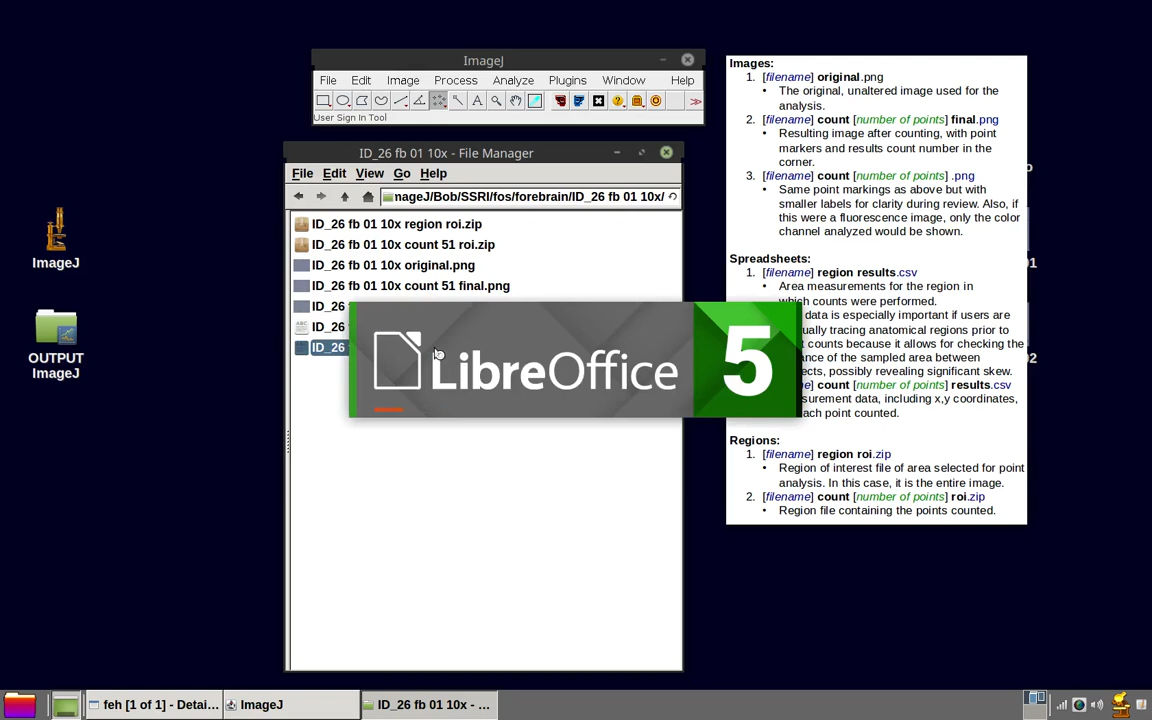 ImageJ
File Edit Image Process Analyze Plugins Window Help
User Sign In Tool
ID_26 fb 01 10x - File Manager
File Edit View Go Help
nageJ/Bob/SSRI/fos/forebrain/ID_26 fb 01 10x/
ID_26 fb 01 10x region roi.zip
ID_26 fb 01 10x count 51 roi.zip
ID_26 fb 01 10x original.png
ID_26 fb 01 10x count 51 final.png
ID_26
ABC
ID_26
ID_26
LibreOffice 5
ImageJ
OUTPUT
ImageJ
Images:
1. [filename] original.png
• The original, unaltered image used for the
analysis.
2. [filename] count [number of points] final.png
• Resulting image after counting, with point
markers and results count number in the
corner.
3. [filename] count [number of points] .png
• Same point markings as above but with
smaller labels for clarity during review. Also, if
this were a fluorescence image, only the color
channel analyzed would be shown.
Spreadsheets:
1. [filename] region results.csv
• Area measurements for the region in
which counts were performed.
data is especially important if users are
ually tracing anatomical regions prior to
counts because it allows for checking the
ance of the sampled area between
ects, possibly revealing significant skew.
count [number of points] results.csv
surement data, including x,y coordinates,
ach point counted.
Regions:
1. [filename] region roi.zip
• Region of interest file of area selected for point
analysis. In this case, it is the entire image.
2. [filename] count [number of points] roi.zip
• Region file containing the points counted.
01
02
feh [1 of 1] - Detai...
ImageJ
ID_26 fb 01 10x - ...